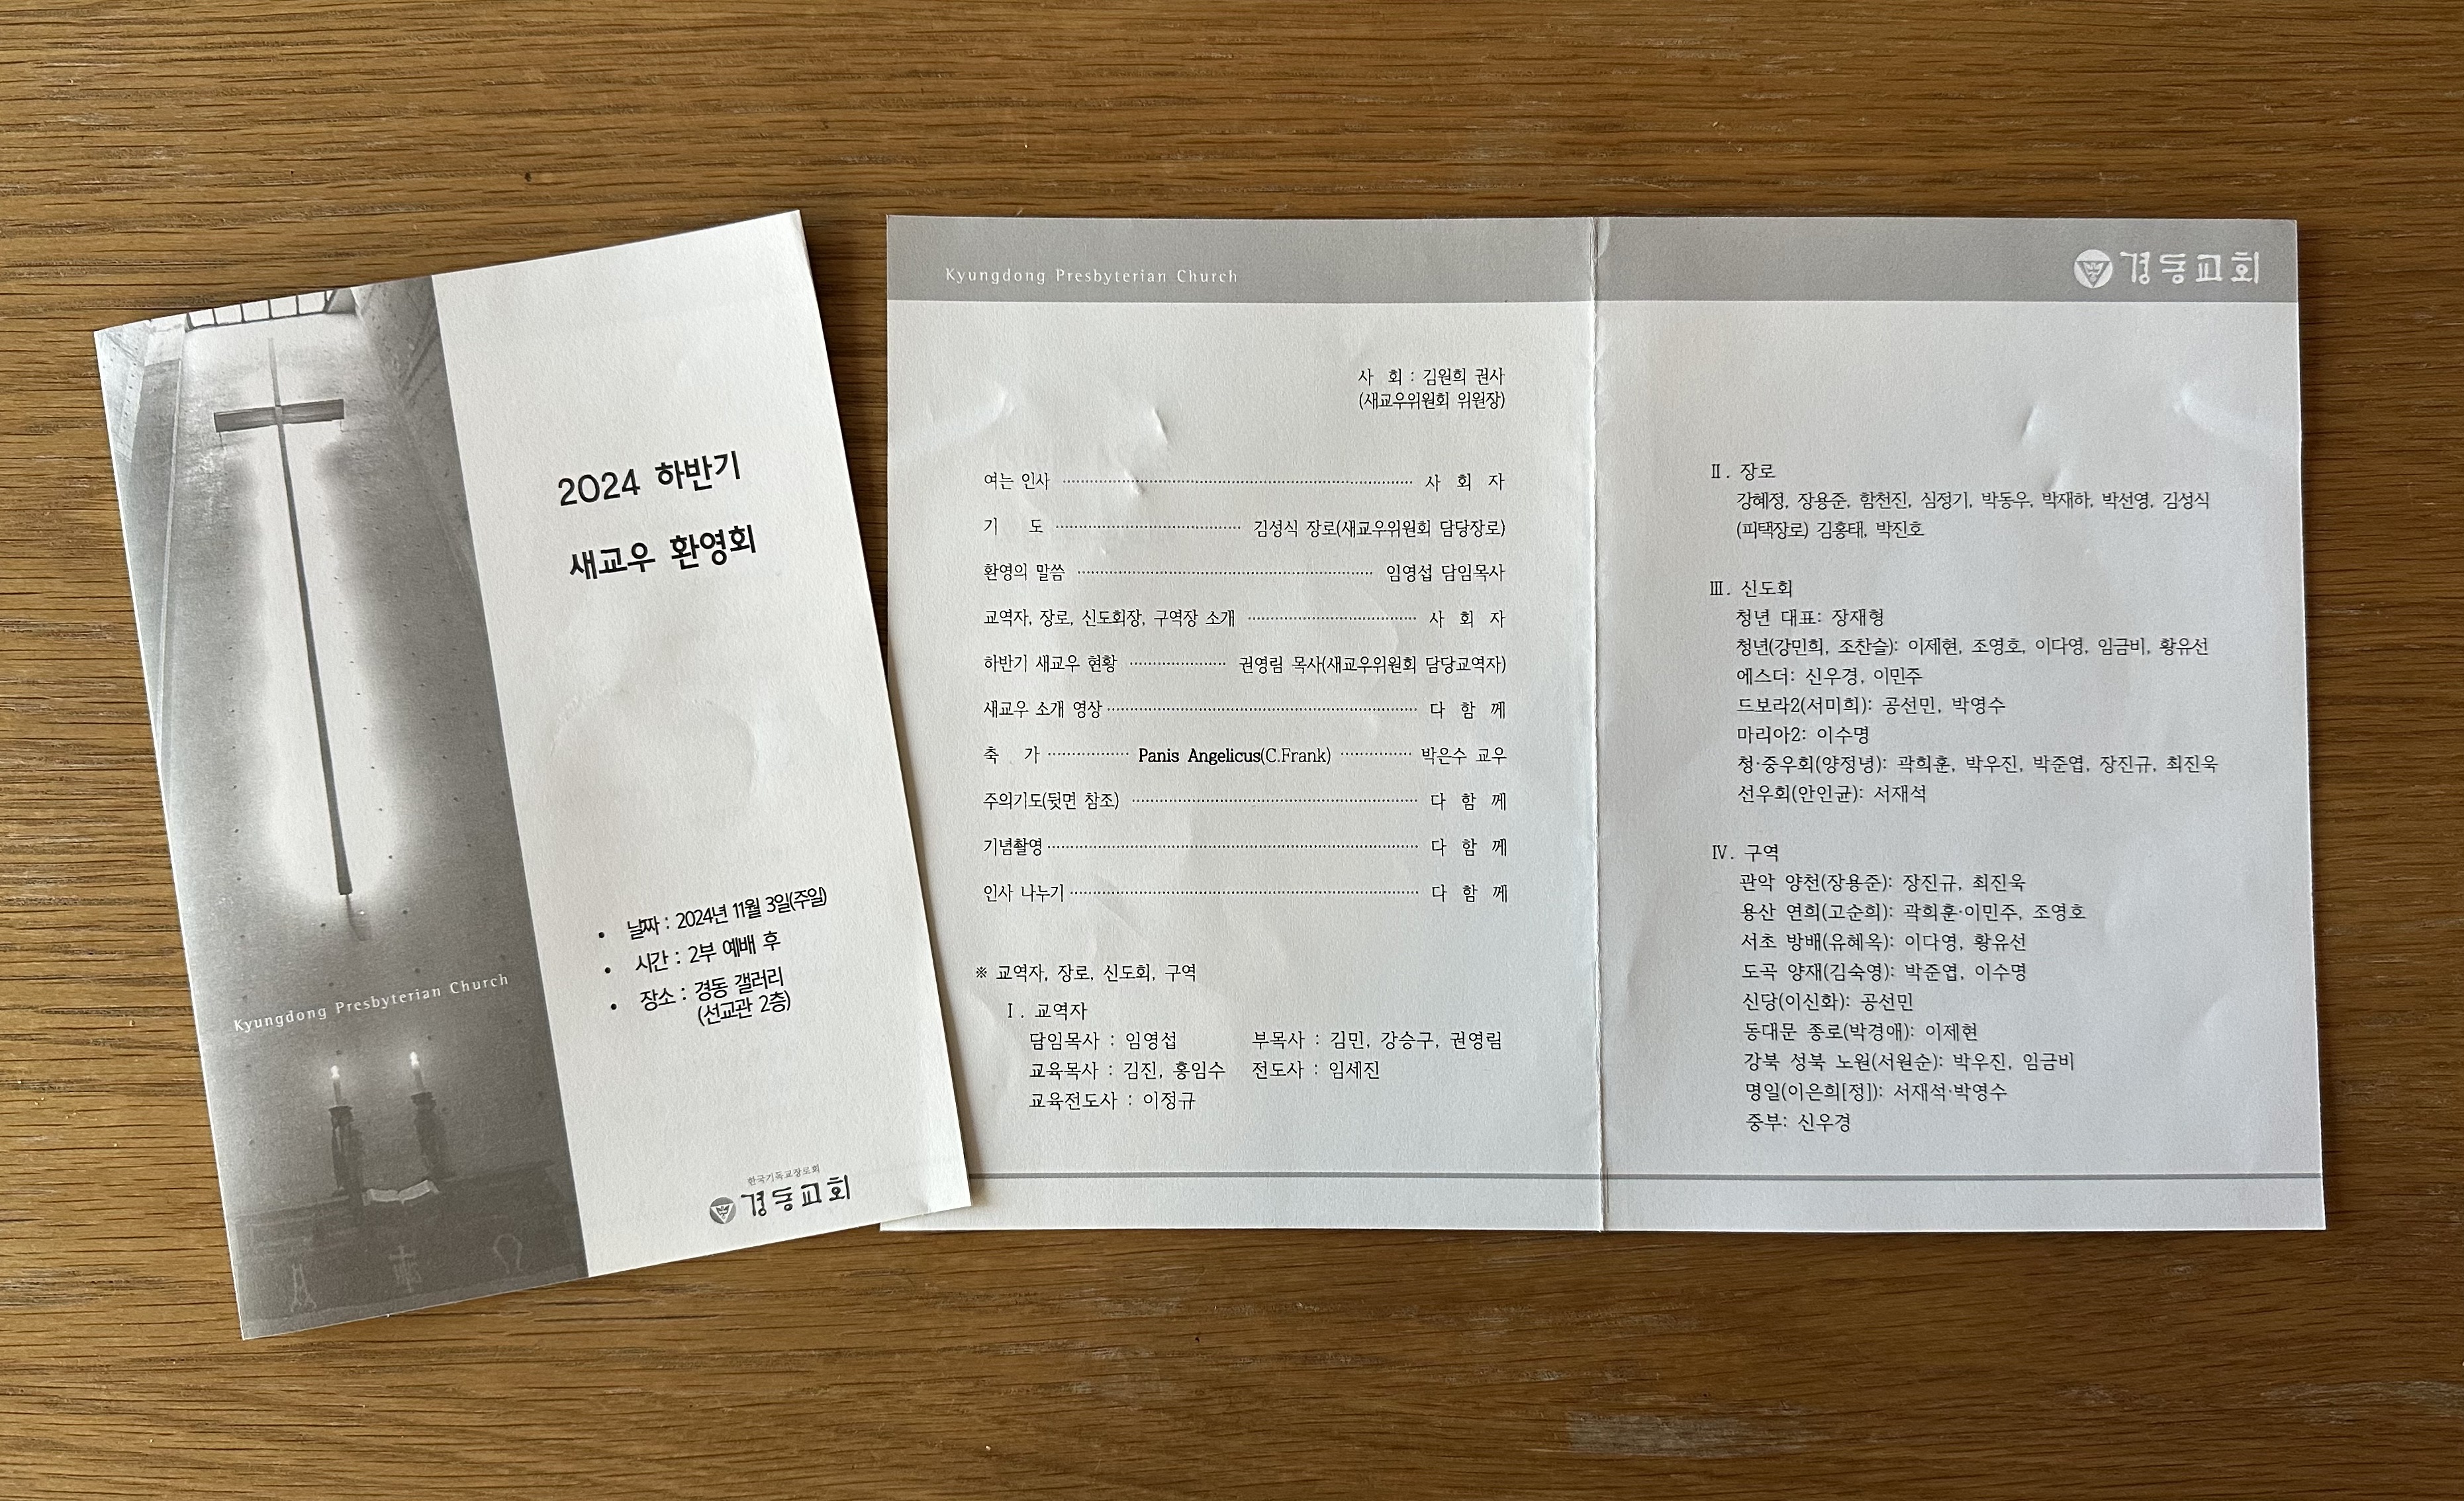 2024 하반기
새교우 환영회
• 날짜 : 2024년 11월 3일(주일)
• 시간 : 2부 예배 후
• 장소 : 경동 갤러리
(선교관 2층)
Kyungdong Presbyterian Church
한국기독교장로회
경동교회
Kyungdong Presbyterian Church
사 회 : 김원희 권사
(새교우위원회 위원장)
여는 인사 ········ 사 회 자
기 도 ········ 김성식 장로(새교우위원회 담당장로)
환영의 말씀 ········ 임영섭 담임목사
교역자, 장로, 신도회장, 구역장 소개 ········ 사 회 자
하반기 새교우 현황 ········ 권영림 목사(새교우위원회 담당교역자)
새교우 소개 영상 ········ 다 함 께
축 가 ········ Panis Angelicus(C.Frank) ········ 박은수 교우
주의기도(뒷면 참조) ········ 다 함 께
기념촬영 ········ 다 함 께
인사 나누기 ········ 다 함 께
※ 교역자, 장로, 신도회, 구역
Ⅰ. 교역자
담임목사 : 임영섭 부목사 : 김민, 강승구, 권영림
교육목사 : 김진, 홍임수 전도사 : 임세진
교육전도사 : 이정규
경동교회
Ⅱ. 장로
강혜정, 장용준, 함천진, 심정기, 박동우, 박재하, 박선영, 김성식
(피택장로) 김홍태, 박진호
Ⅲ. 신도회
청년 대표: 장재형
청년(강민희, 조찬슬): 이제현, 조영호, 이다영, 임금비, 황유선
에스더: 신우경, 이민주
드보라2(서미희): 공선민, 박영수
마리아2: 이수명
청·중우회(양정녕): 곽희훈, 박우진, 박준엽, 장진규, 최진욱
선우회(안인균): 서재석
Ⅳ. 구역
관악 양천(장용준): 장진규, 최진욱
용산 연희(고순희): 곽희훈·이민주, 조영호
서초 방배(유혜옥): 이다영, 황유선
도곡 양재(김숙영): 박준엽, 이수명
신당(이신화): 공선민
동대문 종로(박경애): 이제현
강북 성북 노원(서원순): 박우진, 임금비
명일(이은희[정]): 서재석·박영수
중부: 신우경